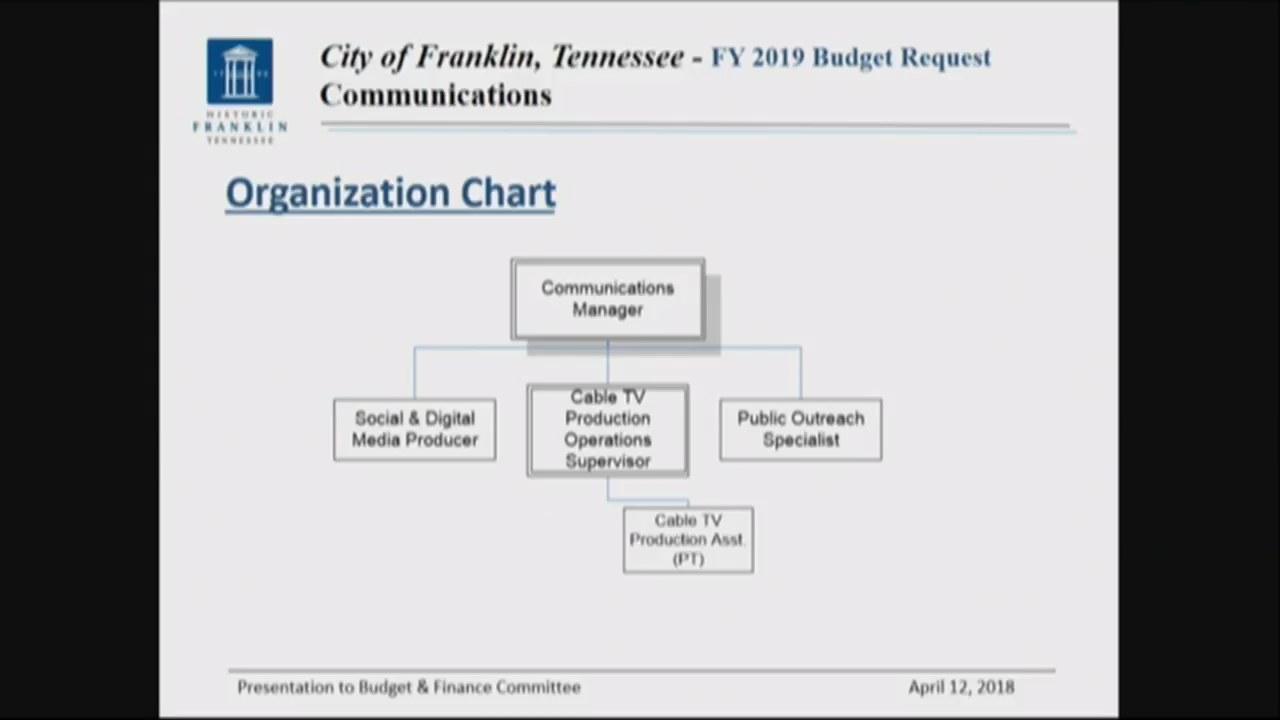 City of Franklin, Tennessee - FY 2019 Budget Request
Communications
HISTORIC
FRANKLIN
TENNESSEE
Organization Chart
Communications
Manager
Social & Digital
Media Producer
Cable TV
Production
Operations
Supervisor
Public Outreach
Specialist
Cable TV
Production Asst.
(PT)
Presentation to Budget & Finance Committee
April 12, 2018